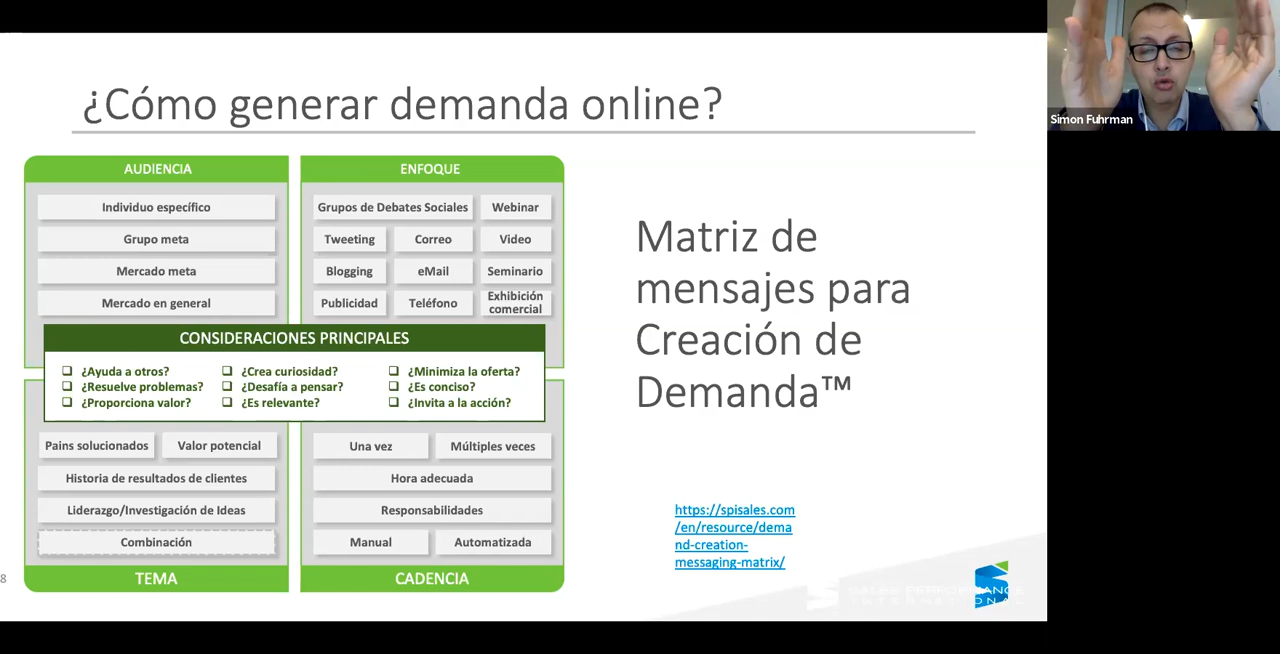 ¿Cómo generar demanda online?
Simon Fuhrman
AUDIENCIA
Individuo específico
Grupo meta
Mercado meta
Mercado en general
ENFOQUE
Grupos de Debates Sociales
Webinar
Tweeting
Correo
Video
Blogging
eMail
Seminario
Publicidad
Teléfono
Exhibición
comercial
CONSIDERACIONES PRINCIPALES
¿Ayuda a otros?
¿Resuelve problemas?
¿Proporciona valor?
¿Crea curiosidad?
¿Desafía a pensar?
¿Es relevante?
¿Minimiza la oferta?
¿Es conciso?
¿Invita a la acción?
Pains solucionados
Valor potencial
Historia de resultados de clientes
Liderazgo/Investigación de Ideas
Combinación
TEMA
Una vez
Múltiples veces
Hora adecuada
Responsabilidades
Manual
Automatizada
CADENCIA
Matriz de
mensajes para
Creación de
Demanda™
https://spisales.com
/en/resource/dema
nd-creation-
messaging-matrix/
8
SALES PERFORMANCE
INTERNATIONAL